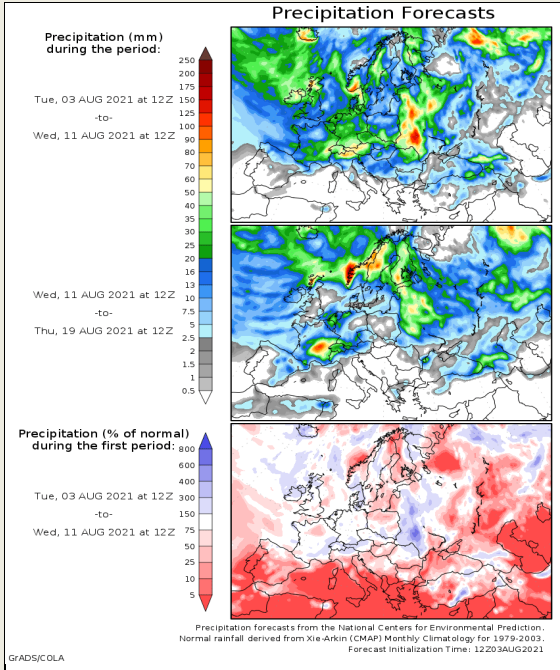 Precipitation Forecasts
Precipitation (mm)
during the period:
Tue, 03 AUG 2021 at 12Z
-to-
Wed, 11 AUG 2021 at 12Z
250
200
175
150
125
100
90
80
70
60
50
40
35
30
25
20
16
13
10
7.5
5
2.5
2
1.5
1
0.5
Wed, 11 AUG 2021 at 12Z
-to-
Thu, 19 AUG 2021 at 12Z
Precipitation (% of normal)
during the first period:
Tue, 03 AUG 2021 at 12Z
-to-
Wed, 11 AUG 2021 at 12Z
800
600
400
300
150
75
50
25
10
5
Precipitation forecasts from the National Centers for Environmental Prediction.
Normal rainfall derived from Xie-Arkin (CMAP) Monthly Climatology for 1979-2003.
Forecast Initialization Time: 12Z03AUG2021
GrADS/COLA